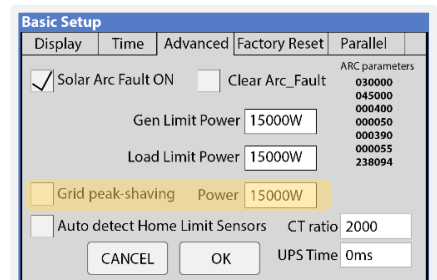 Basic Setup
Display Time Advanced Factory Reset Parallel
ARC parameters
Solar Arc Fault ON Clear Arc_Fault
030000
045000
000400
000050
000390
000055
238094
Gen Limit Power 15000W
Load Limit Power 15000W
Grid peak-shaving Power 15000W
Auto detect Home Limit Sensors CT ratio 2000
CANCEL OK UPS Time 0ms